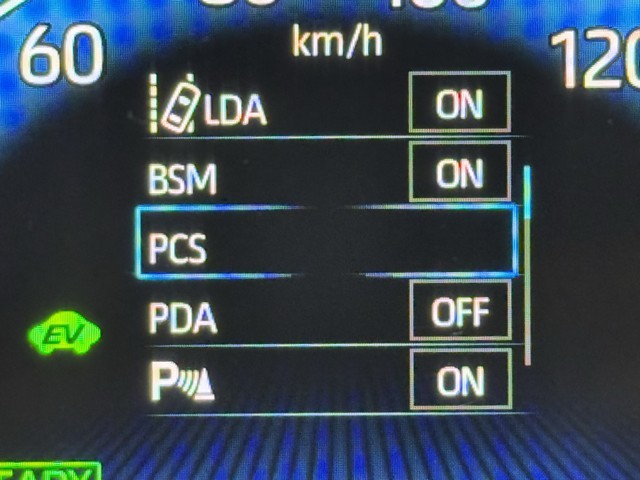 60
km/h
120
LDA ON
BSM ON
PCS
PDA OFF
EV
P ON